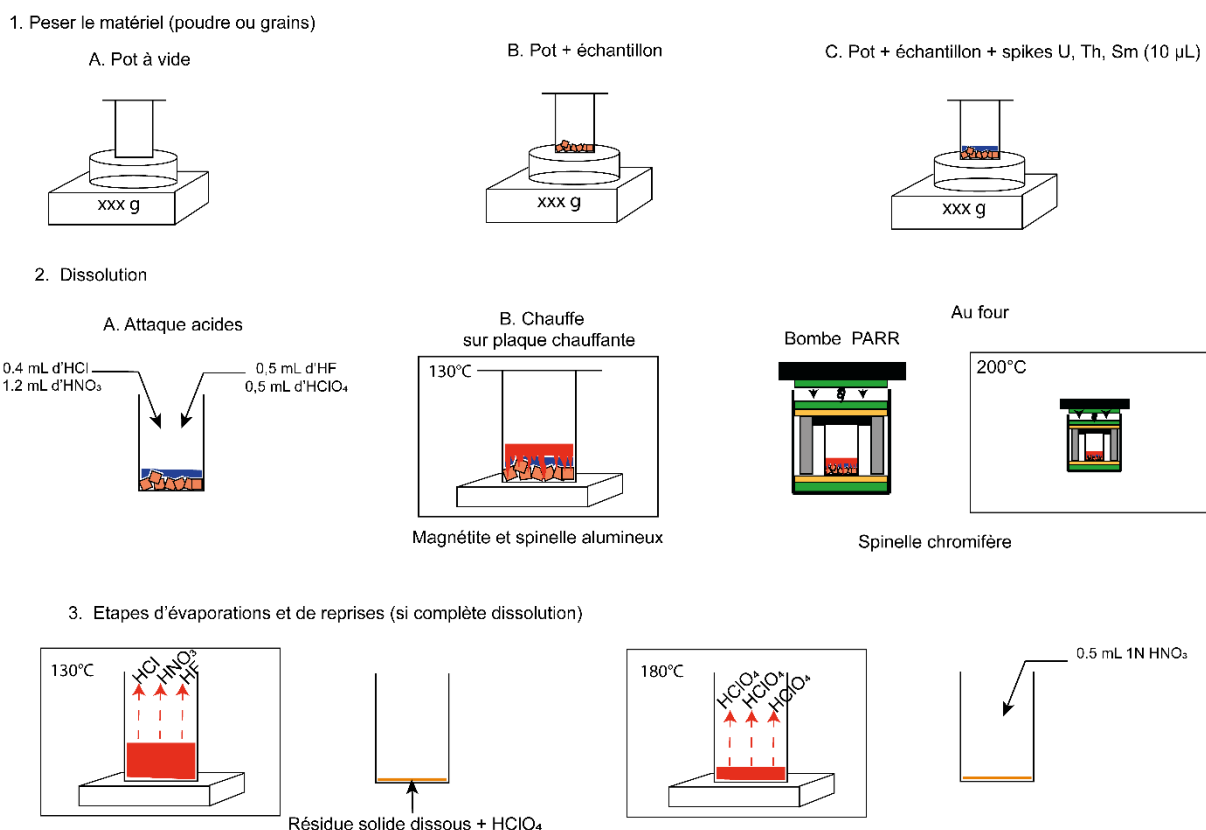 1. Peser le matériel (poudre ou grains)
A. Pot à vide
B. Pot + échantillon
C. Pot + échantillon + spikes U, Th, Sm (10 µL)
xxx g
xxx g
xxx g
2. Dissolution
A. Attaque acides
0.4 mL d'HCl
1.2 mL d'HNO₃
0,5 mL d'HF
0,5 mL d'HClO₄
B. Chauffe
sur plaque chauffante
130°C
Magnétite et spinelle alumineux
Bombe PARR
Au four
200°C
Spinelle chromifère
3. Etapes d'évaporations et de reprises (si complète dissolution)
130°C
HCl
HNO₃
HF
Résidue solide dissous + HClO₄
180°C
HClO₄
HClO₄
HClO₄
0.5 mL 1N HNO₃